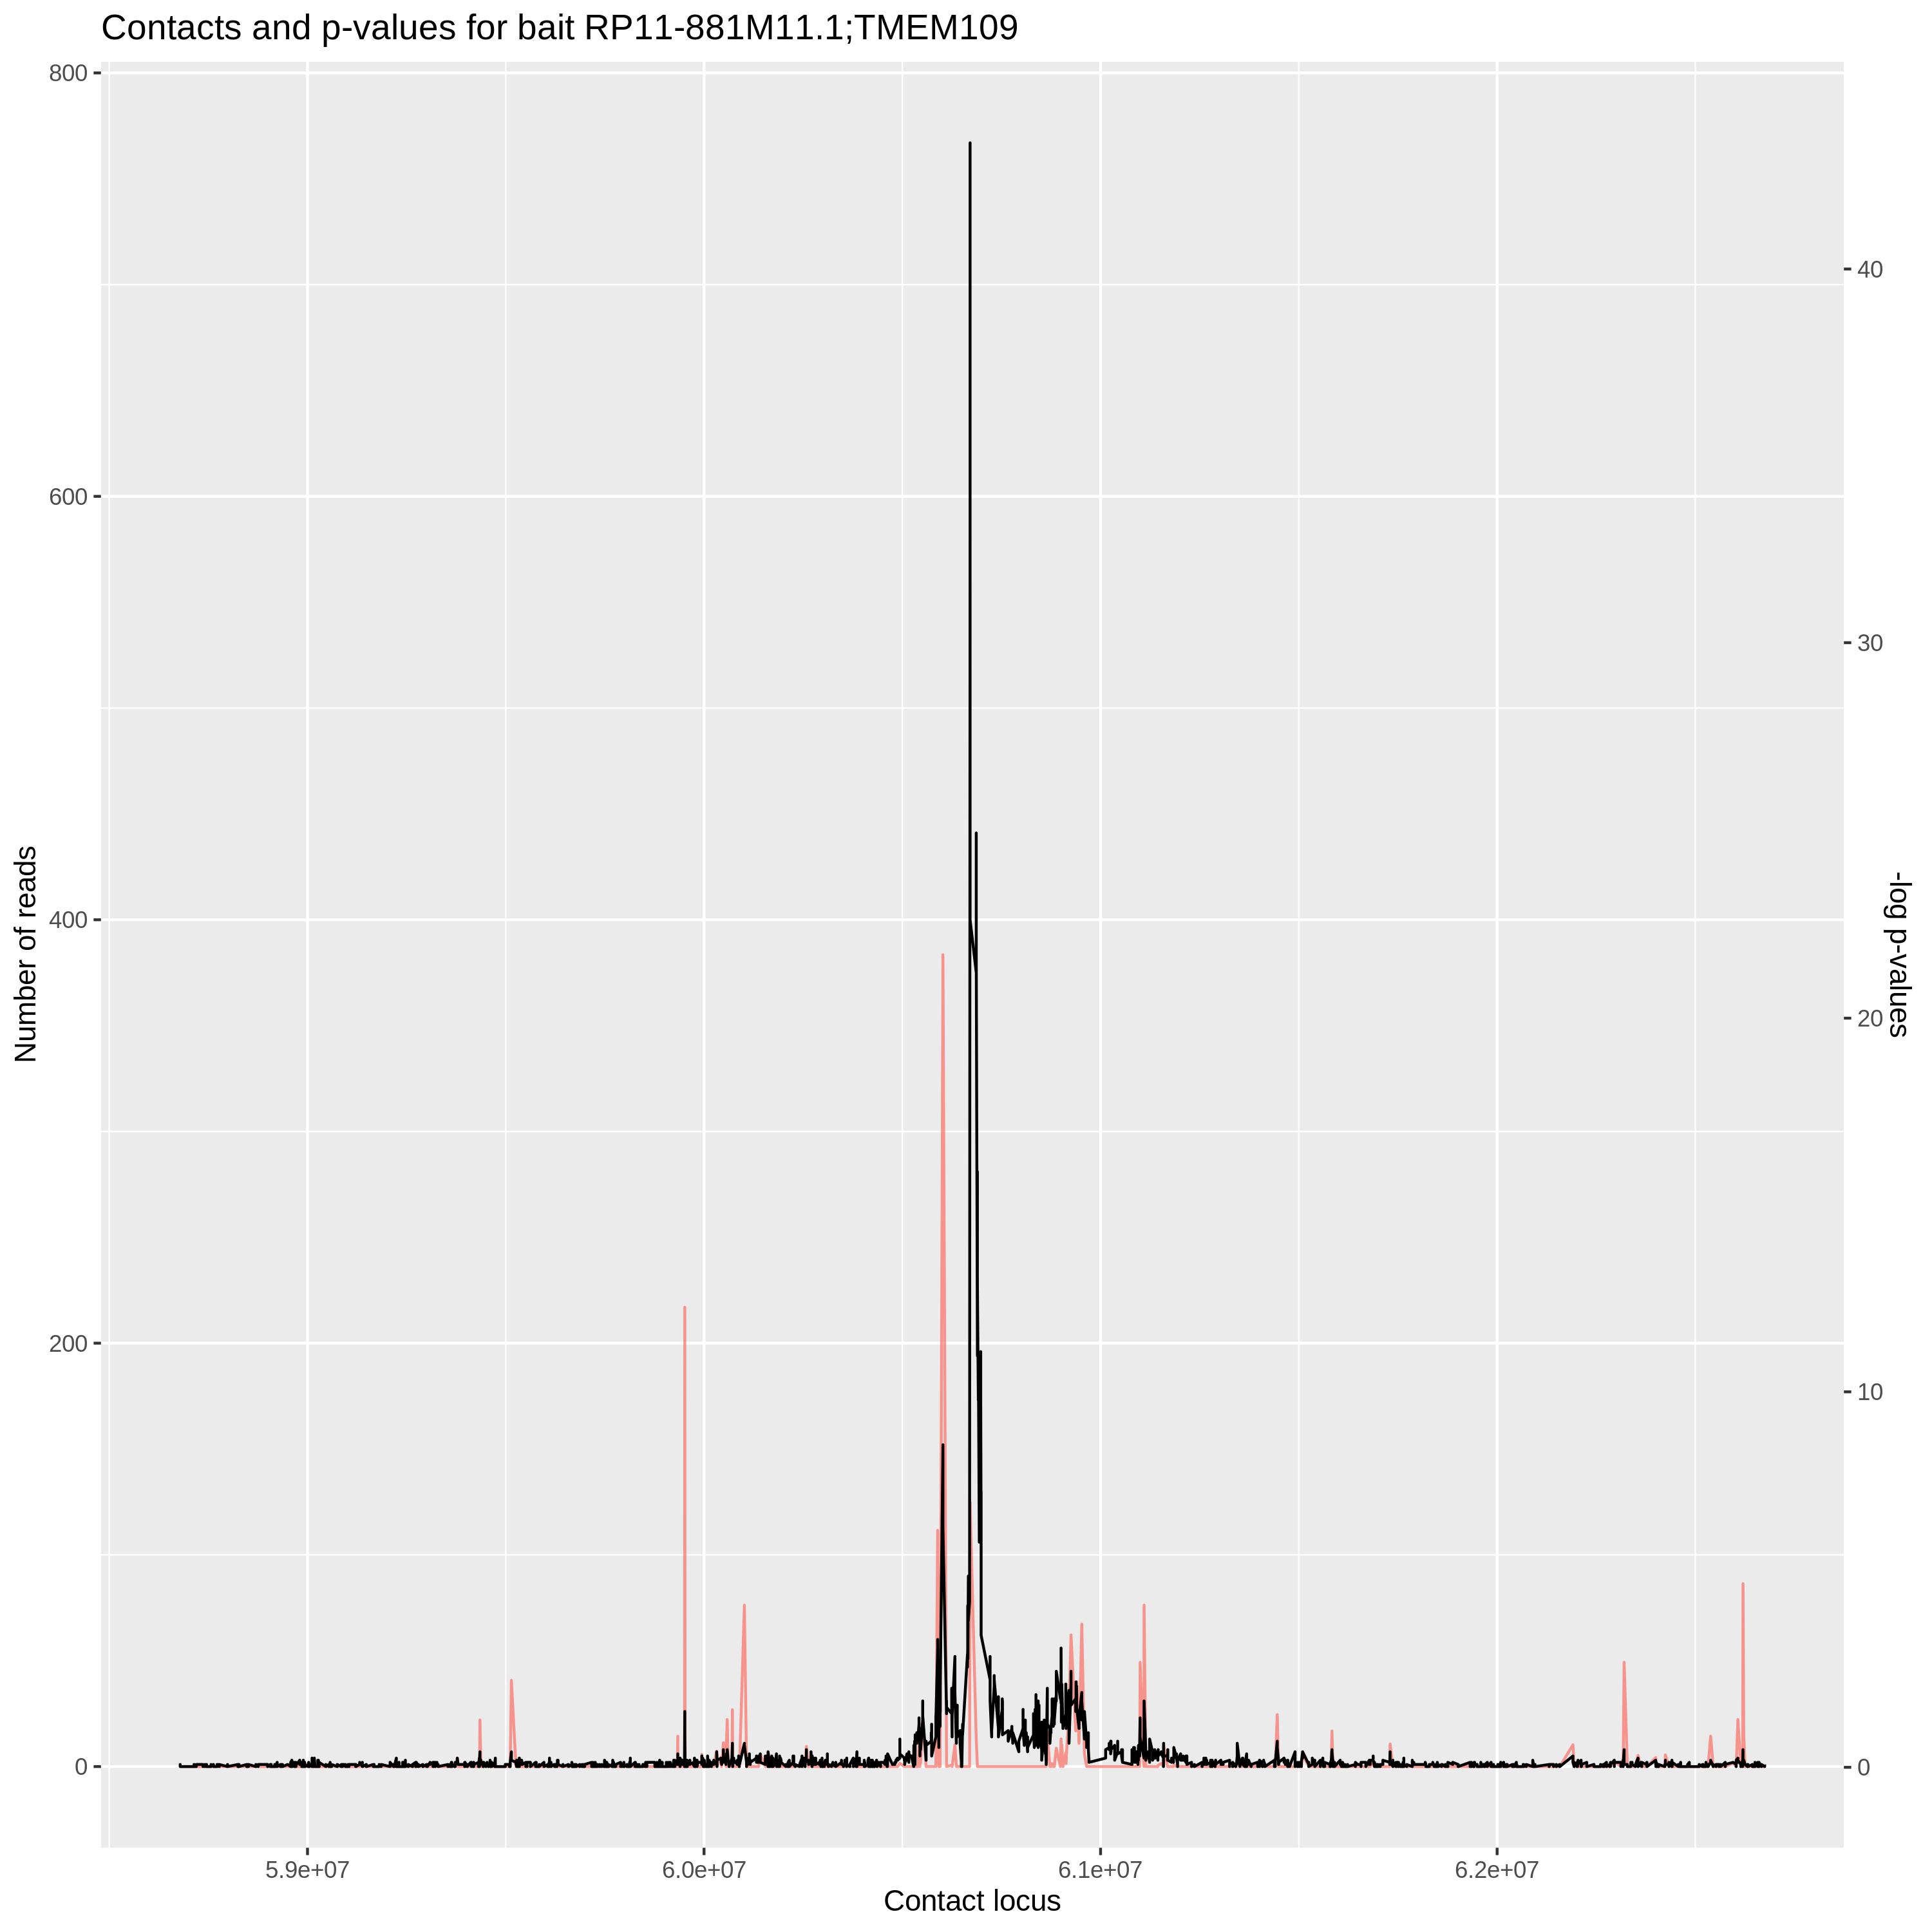 Contacts and p-values for bait RP11-881M11.1;TMEM109
800
600
400
200
0
Number of reads
40
30
20
10
0
-log p-values
5.9e+07 6.0e+07 6.1e+07 6.2e+07
Contact locus